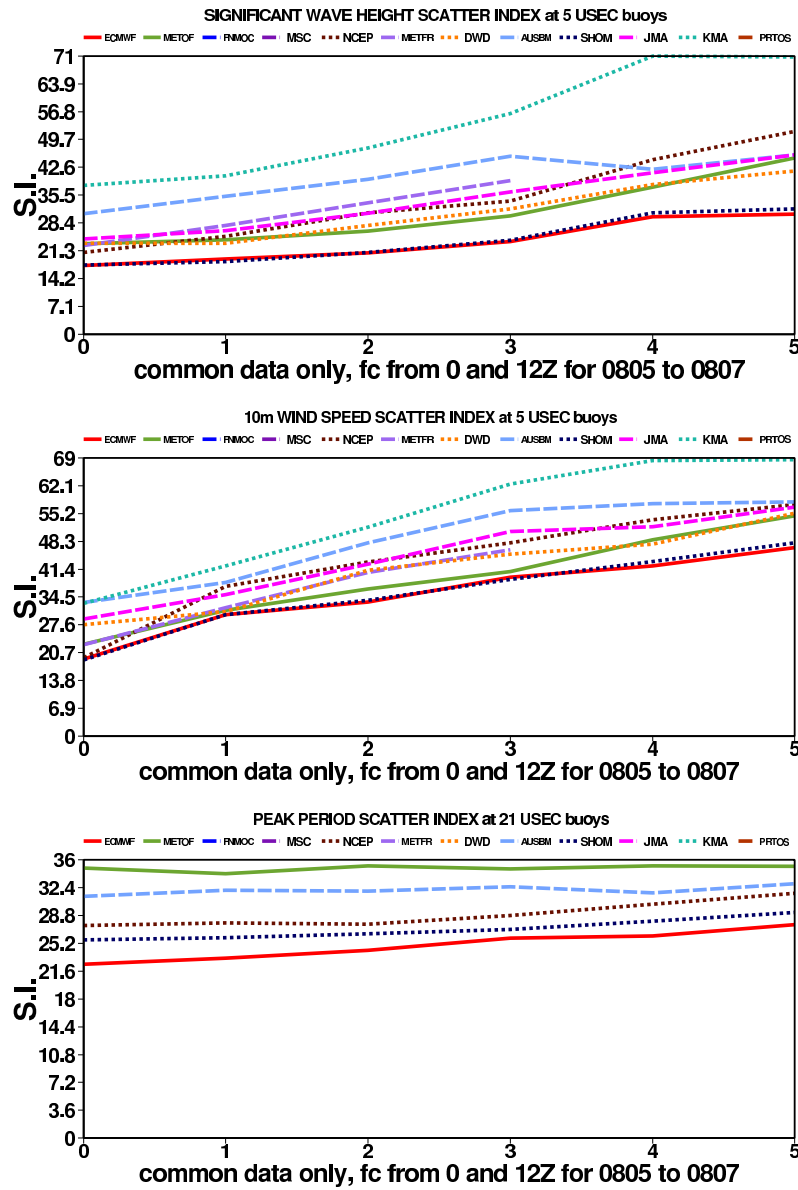 SIGNIFICANT WAVE HEIGHT SCATTER INDEX at 5 USEC buoys
ECMWF METOF FNMOC MSC NCEP METFR DWD AUSBM SHOM JMA KMA PRTOS
71
63.9
56.8
49.7
42.6
35.5
28.4
21.3
14.2
7.1
0
S.I.
0 1 2 3 4 5
common data only, fc from 0 and 12Z for 0805 to 0807
10m WIND SPEED SCATTER INDEX at 5 USEC buoys
ECMWF METOF FNMOC MSC NCEP METFR DWD AUSBM SHOM JMA KMA PRTOS
69
62.1
55.2
48.3
41.4
34.5
27.6
20.7
13.8
6.9
0
S.I.
0 1 2 3 4 5
common data only, fc from 0 and 12Z for 0805 to 0807
PEAK PERIOD SCATTER INDEX at 21 USEC buoys
ECMWF METOF FNMOC MSC NCEP METFR DWD AUSBM SHOM JMA KMA PRTOS
36
32.4
28.8
25.2
21.6
18
14.4
10.8
7.2
3.6
0
S.I.
0 1 2 3 4 5
common data only, fc from 0 and 12Z for 0805 to 0807